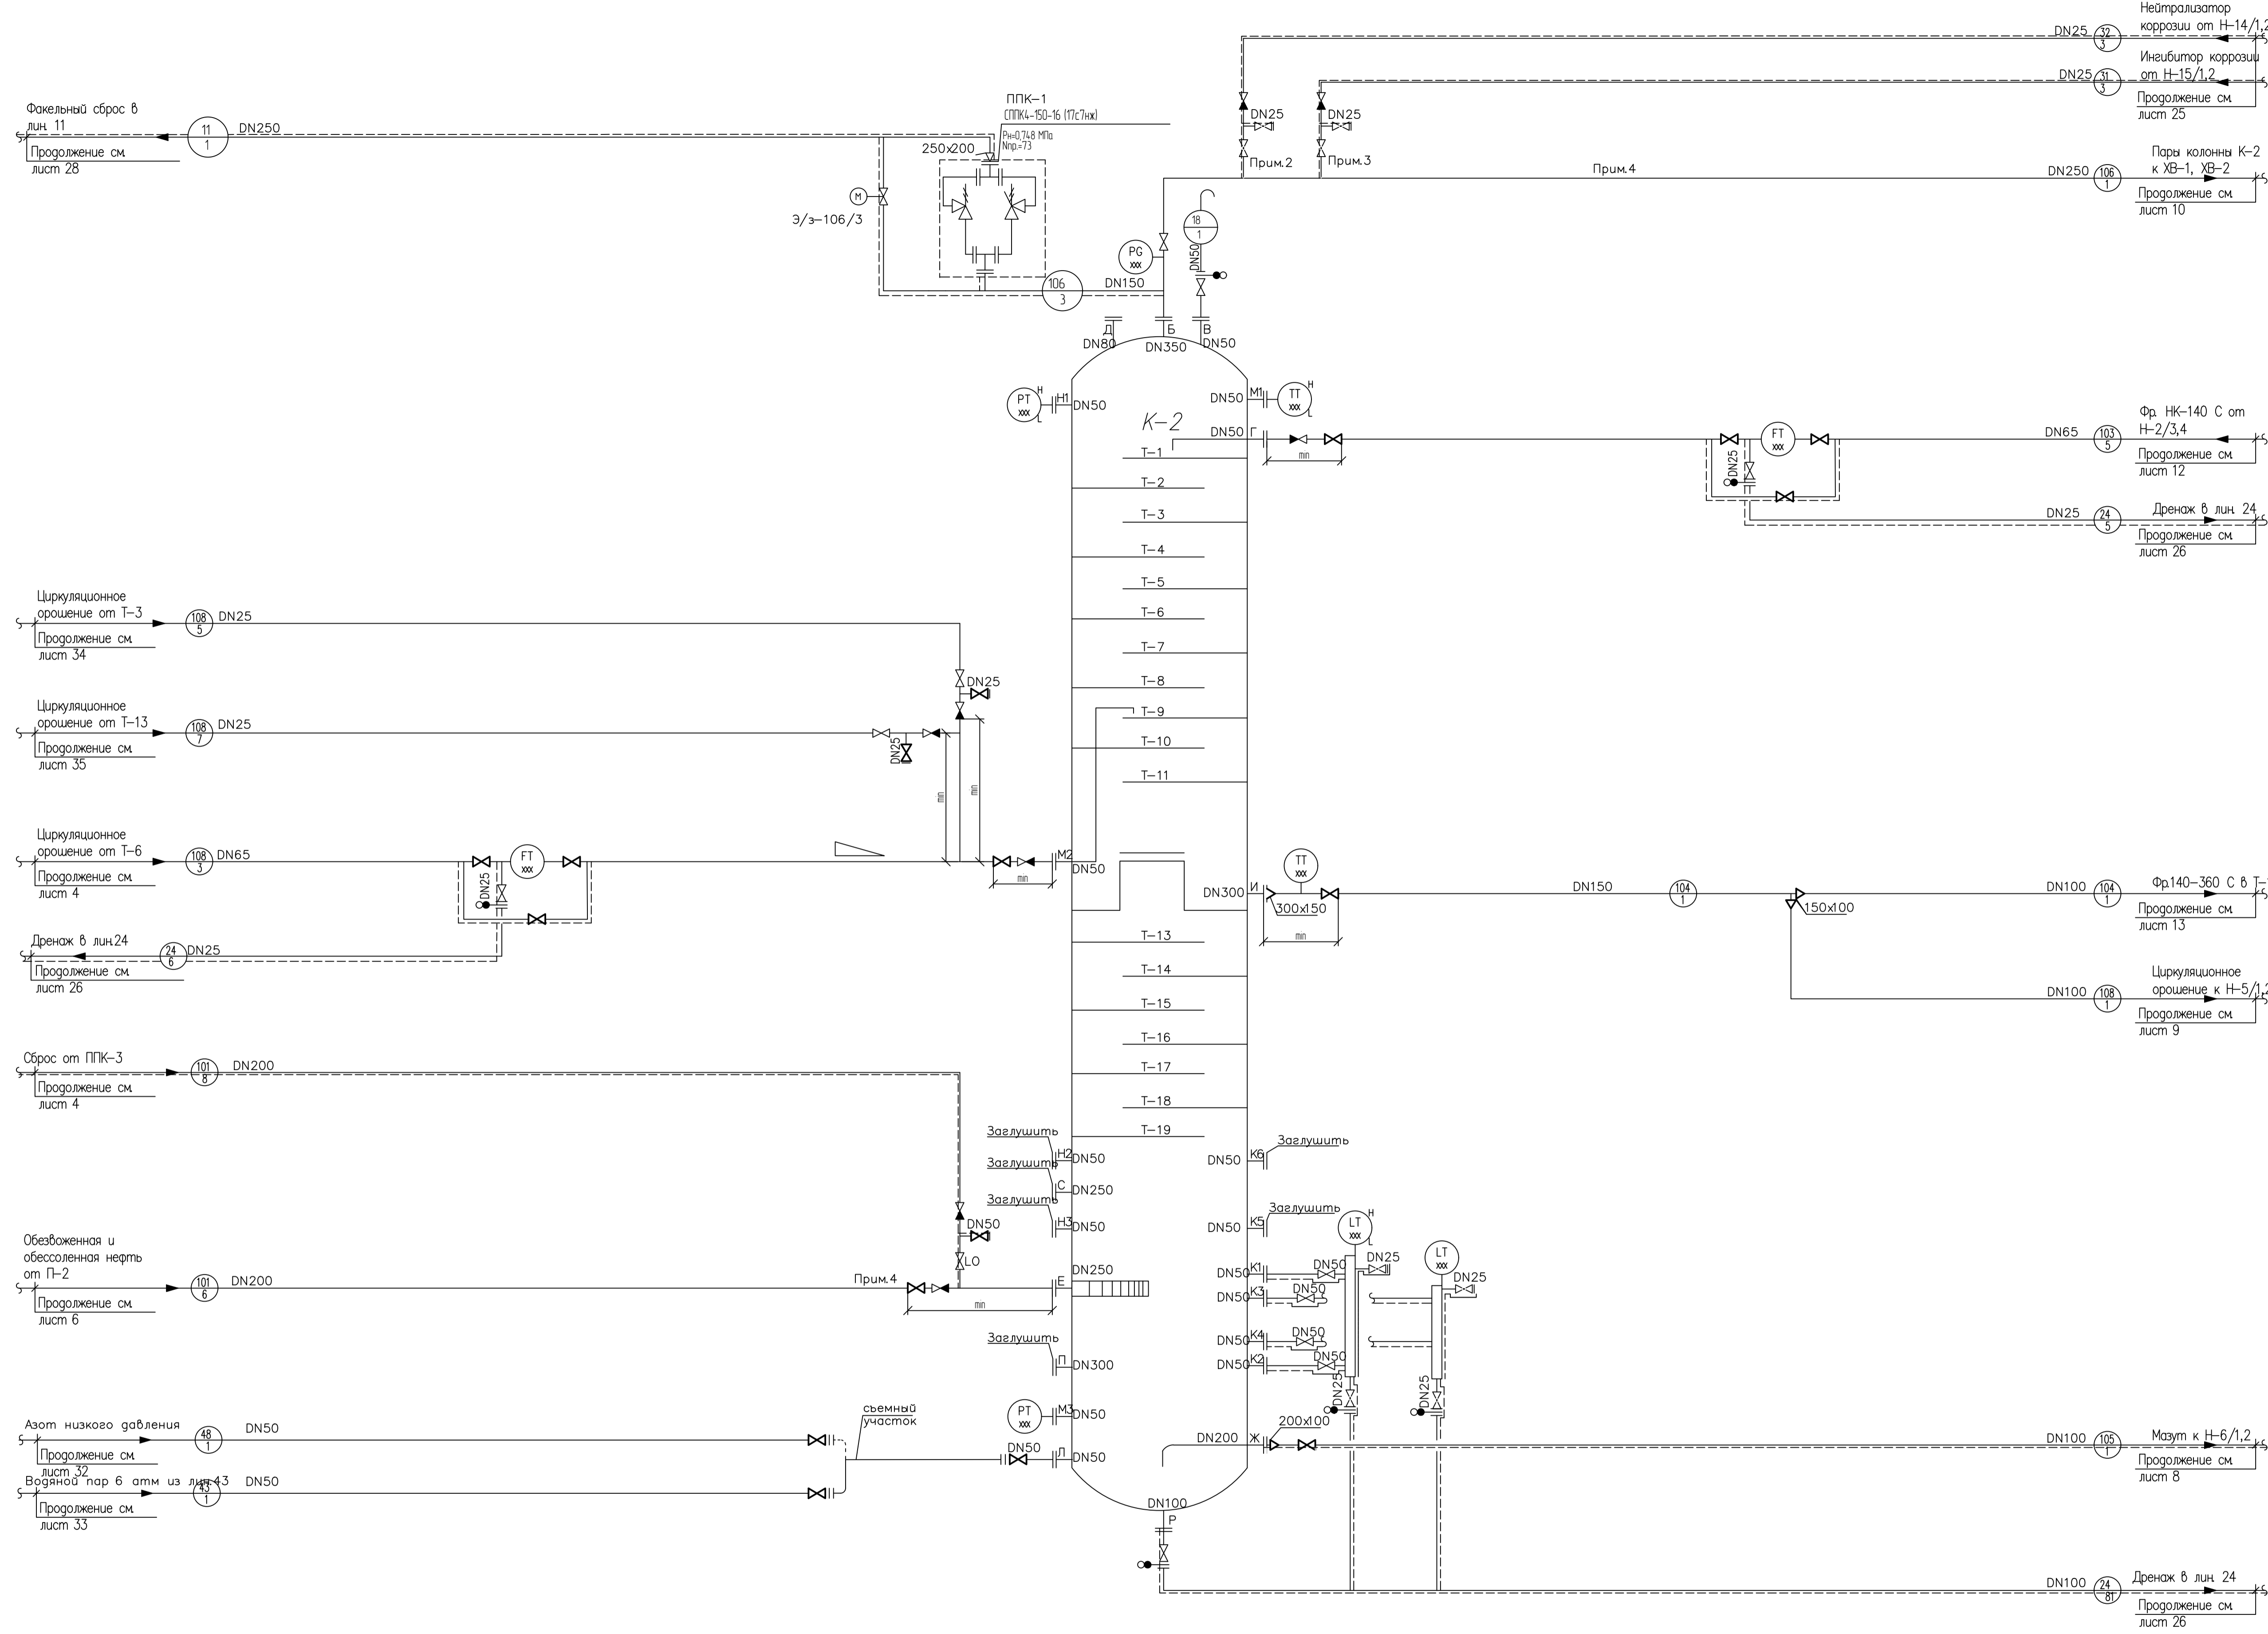 Нейтрализатор
коррозии от Н-14/1,2
DN25
32
3
Ингибитор коррозии
от Н-15/1,2
DN25
31
3
Продолжение см.
лист 25
Факельный сброс в
лин. 11
11
1
DN250
Продолжение см.
лист 28
ППК-1
СППК4-150-16 (17с7нж)
Рн=0,748 МПа
Nпр.=73
250х200
М
Э/з-106/3
DN25
DN25
Прим.2
Прим.3
Прим.4
Пары колонны К-2
к ХВ-1, ХВ-2
DN250
106
1
Продолжение см.
лист 10
18
1
DN50
PG
xxx
106
3
DN150
Д
Б
В
DN80
DN350
DN50
PT
xxx
H
L
Н1
DN50
DN50
М1
TT
xxx
H
L
К-2
DN50
Г
min
DN25
FT
xxx
DN65
103
5
Фр. НК-140 С от
Н-2/3,4
Продолжение см.
лист 12
DN25
24
5
Дренаж в лин. 24
Продолжение см.
лист 26
Т-1
Т-2
Т-3
Т-4
Т-5
Т-6
Т-7
Т-8
Т-9
Т-10
Т-11
Циркуляционное
орошение от Т-3
108
5
DN25
Продолжение см.
лист 34
DN25
Циркуляционное
орошение от Т-13
108
7
DN25
Продолжение см.
лист 35
DN25
min
min
Циркуляционное
орошение от Т-6
108
3
DN65
Продолжение см.
лист 4
DN25
FT
xxx
М2
DN50
min
Дренаж в лин.24
24
6
DN25
Продолжение см.
лист 26
DN300
И
TT
xxx
300х150
min
DN150
104
1
150х100
DN100
104
1
Фр.140-360 С в Т-
Продолжение см.
лист 13
DN100
108
1
Циркуляционное
орошение к Н-5/1,2
Продолжение см.
лист 9
Т-13
Т-14
Т-15
Т-16
Т-17
Т-18
Т-19
Сброс от ППК-3
101
8
DN200
Продолжение см.
лист 4
Заглушить
Н2
DN50
Заглушить
С
DN250
Заглушить
Н3
DN50
DN50
К6
Заглушить
DN50
К5
Заглушить
DN50
LO
Обезвоженная и
обессоленная нефть
от П-2
101
6
DN200
Продолжение см.
лист 6
Прим.4
Е
DN250
min
LT
xxx
H
L
LT
xxx
DN50
К1
DN50
DN25
DN50
К3
DN50
DN25
DN50
К4
DN50
DN50
К2
DN50
DN25
DN25
Заглушить
П
DN300
PT
xxx
М3
DN50
Азот низкого давления
48
1
DN50
Продолжение см.
лист 32
Водяной пар 6 атм из лин.43
43
1
DN50
Продолжение см.
лист 33
съемный
участок
DN50
Л
DN50
DN200
Ж
200х100
DN100
105
1
Мазут к Н-6/1,2
Продолжение см.
лист 8
DN100
Р
DN100
24
81
Дренаж в лин. 24
Продолжение см.
лист 26